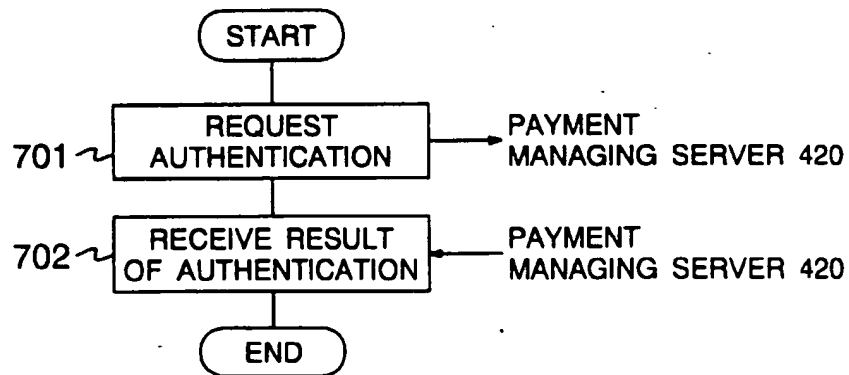 START
REQUEST
AUTHENTICATION
701
PAYMENT
MANAGING SERVER 420
RECEIVE RESULT
OF AUTHENTICATION
702
PAYMENT
MANAGING SERVER 420
END